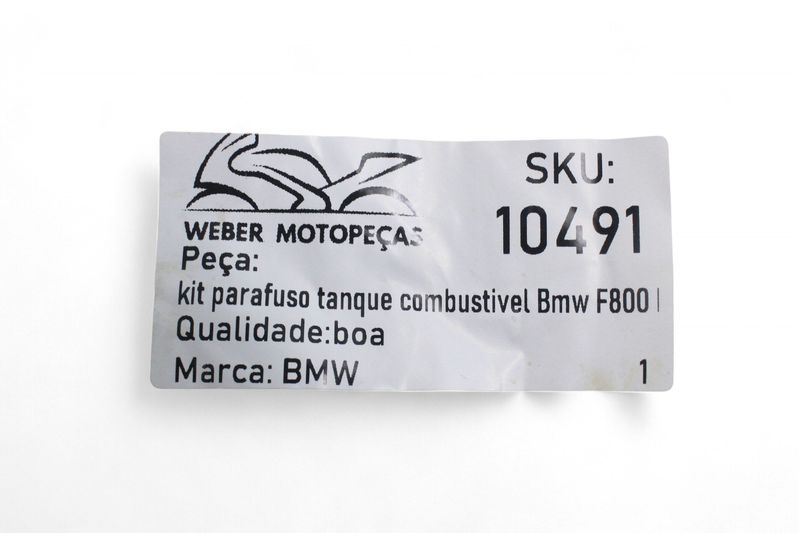 WEBER MOTOPEÇAS
SKU:
10491
Peça:
kit parafuso tanque combustivel Bmw F800
Qualidade:boa
Marca: BMW
1